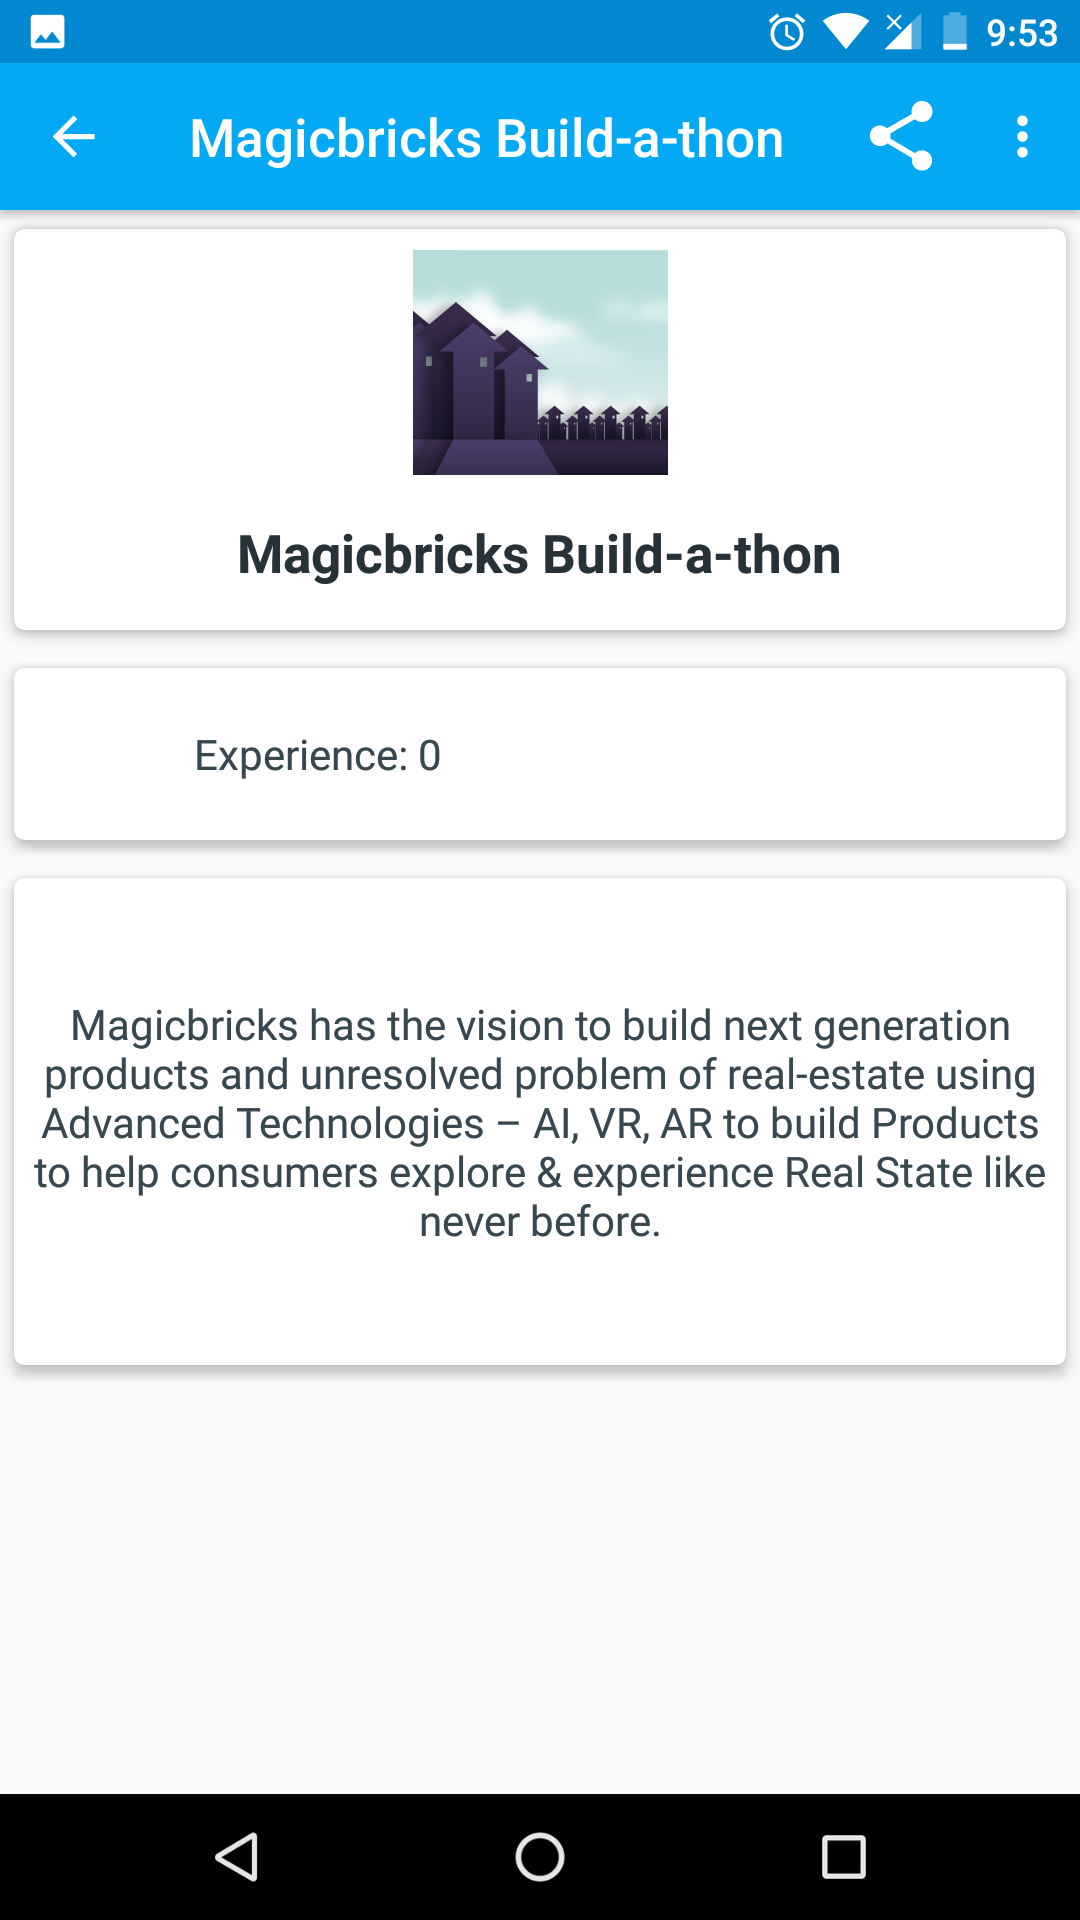 9:53
Magicbricks Build-a-thon
Magicbricks Build-a-thon
Experience: 0
Magicbricks has the vision to build next generation
products and unresolved problem of real-estate using
Advanced Technologies – AI, VR, AR to build Products
to help consumers explore & experience Real State like
never before.